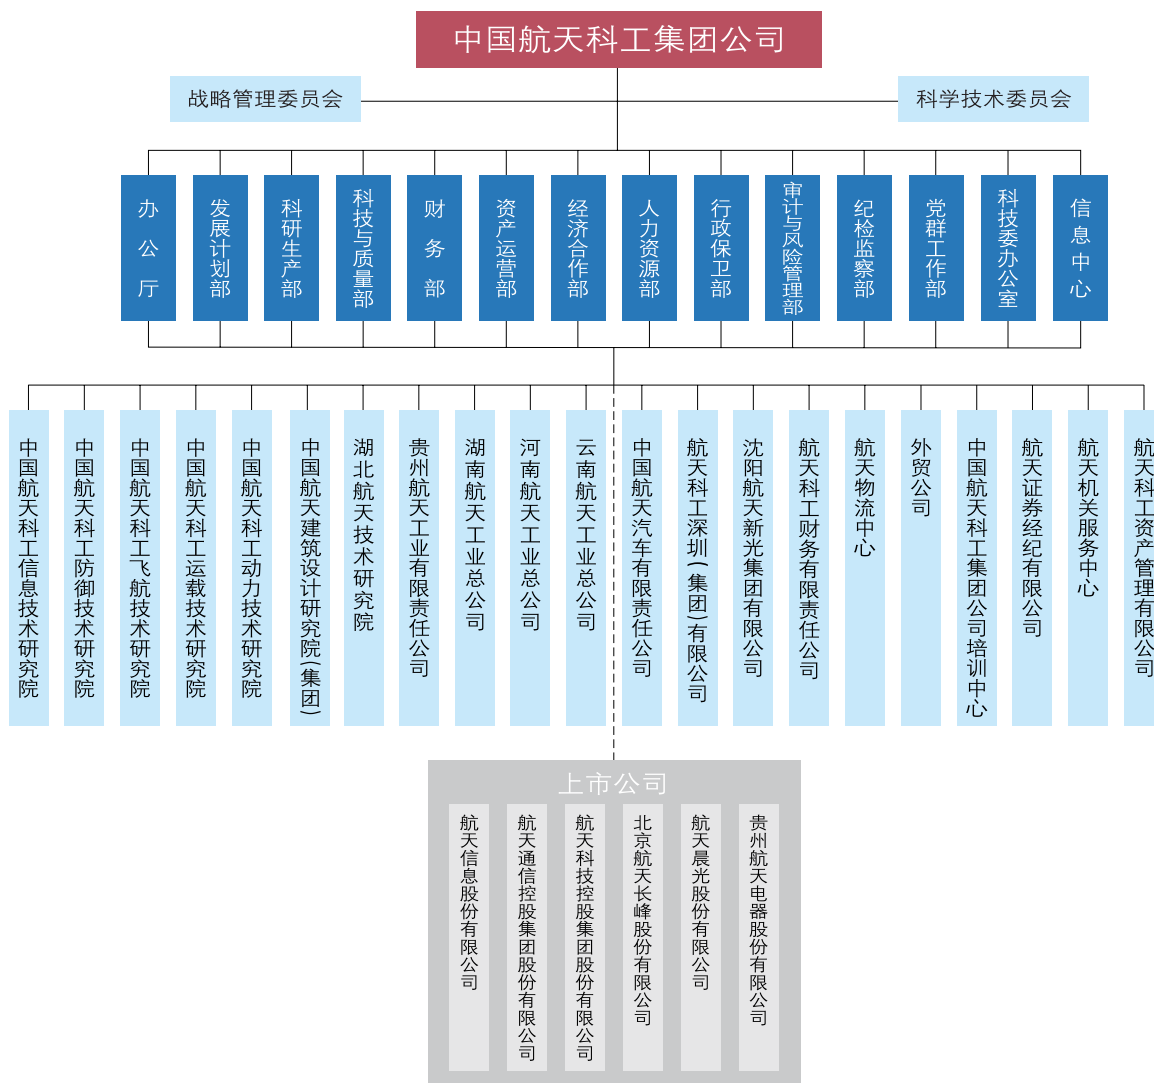 中国航天科工集团公司
战略管理委员会
科学技术委员会
办公厅
发展计划部
科研生产部
科技与质量部
财务部
资产运营部
经济合作部
人力资源部
行政保卫部
审计与风险管理部
纪检监察部
党群工作部
科技委办公室
信息中心
中国航天科工信息技术研究院
中国航天科工防御技术研究院
中国航天科工飞航技术研究院
中国航天科工运载技术研究院
中国航天科工动力技术研究院
中国航天建筑设计研究院(集团)
湖北航天技术研究院
贵州航天工业有限责任公司
湖南航天工业总公司
河南航天工业总公司
云南航天工业总公司
中国航天汽车有限责任公司
航天科工深圳(集团)有限公司
沈阳航天新光集团有限公司
航天科工财务有限责任公司
航天物流中心
外贸公司
中国航天科工集团公司培训中心
航天证券经纪有限公司
航天机关服务中心
航天科工资产管理有限公司
上市公司
航天信息股份有限公司
航天通信控股集团股份有限公司
航天科技控股集团股份有限公司
北京航天长峰股份有限公司
航天晨光股份有限公司
贵州航天电器股份有限公司